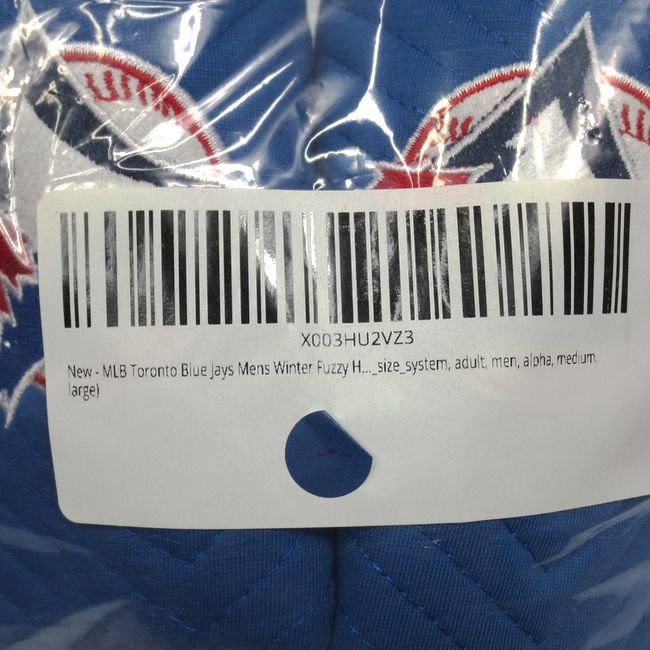 X003HU2VZ3
New - MLB Toronto Blue Jays Mens Winter Fuzzy H..._size_system, adult, men, alpha, medium,
large)